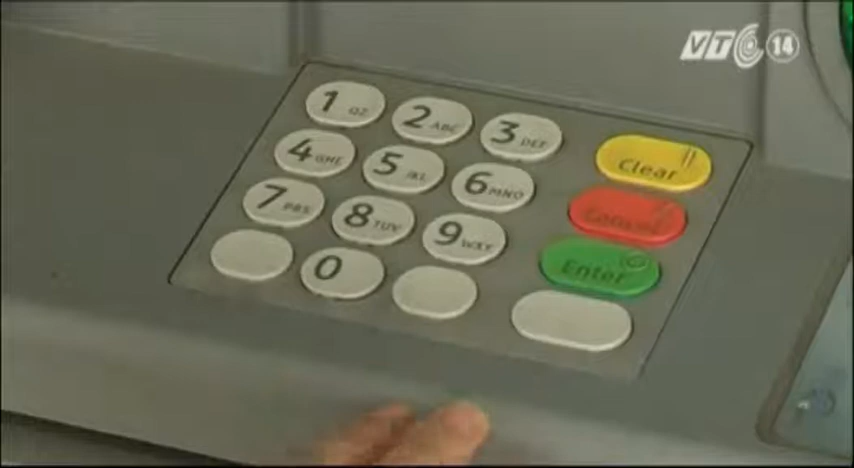 VTC 14
1 QZ 2 ABC 3 DEF Clear
4 GHI 5 JKL 6 MNO Cancel
7 PRS 8 TUV 9 WXY Enter
0